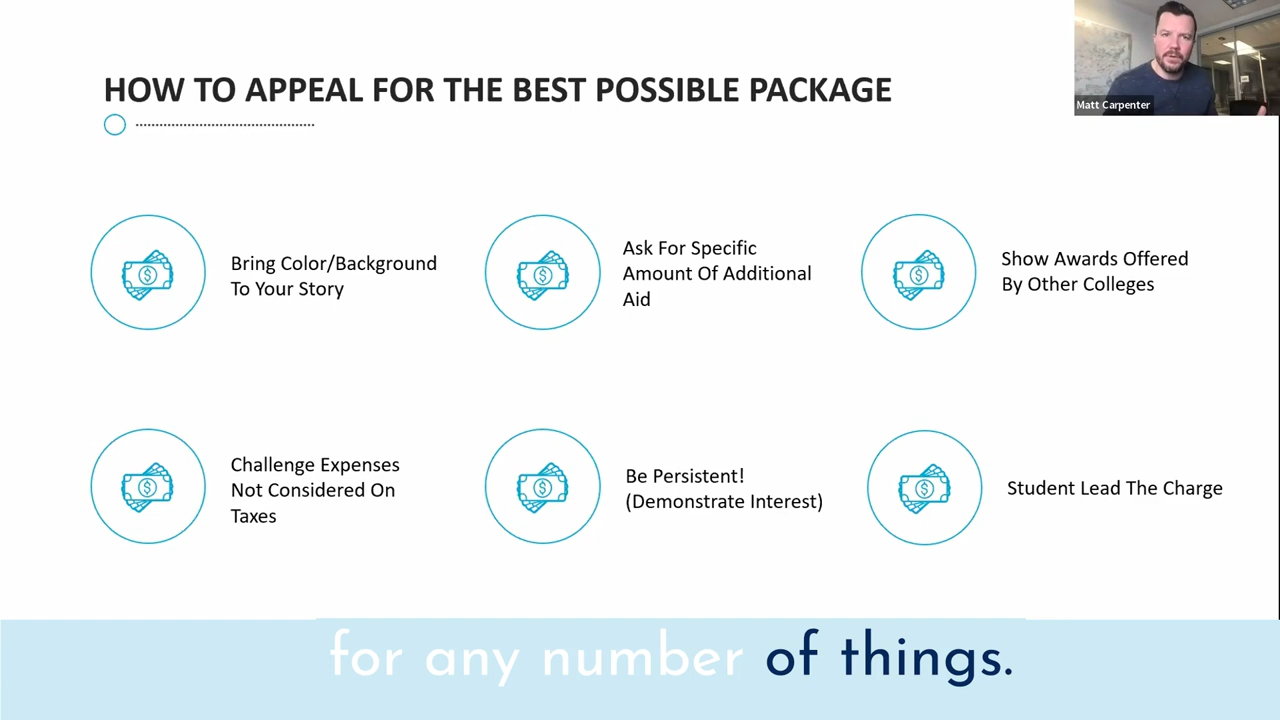 HOW TO APPEAL FOR THE BEST POSSIBLE PACKAGE
Matt Carpenter
Bring Color/Background
To Your Story
Ask For Specific
Amount Of Additional
Aid
Show Awards Offered
By Other Colleges
Challenge Expenses
Not Considered On
Taxes
Be Persistent!
(Demonstrate Interest)
Student Lead The Charge
for any number of things.